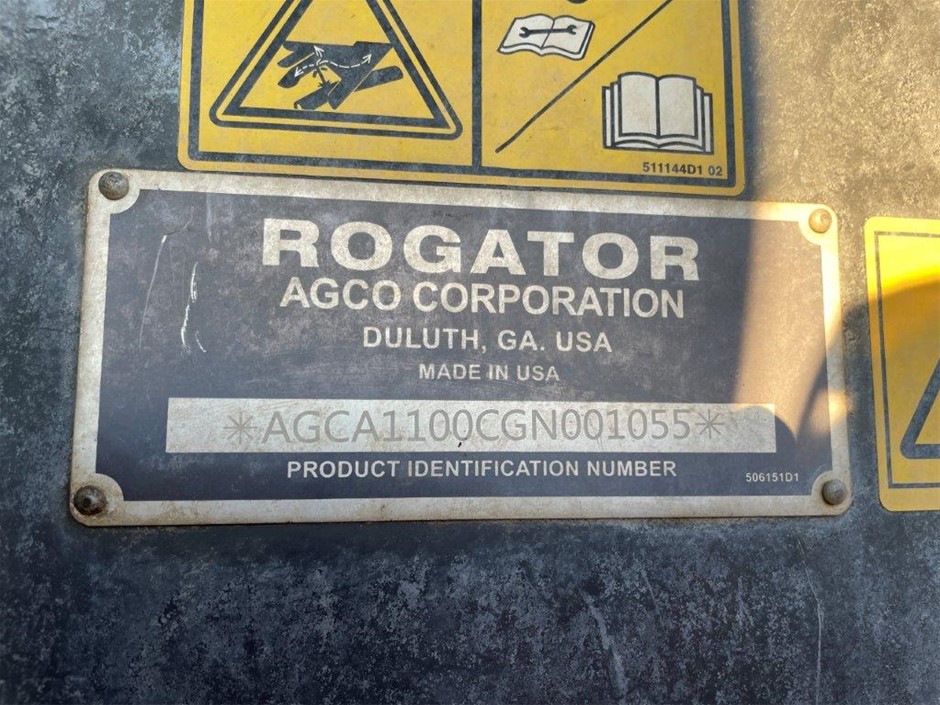 511144D1 02
ROGATOR
AGCO CORPORATION
DULUTH, GA. USA
MADE IN USA
*AGCA1100CGN001055*
PRODUCT IDENTIFICATION NUMBER
506151D1